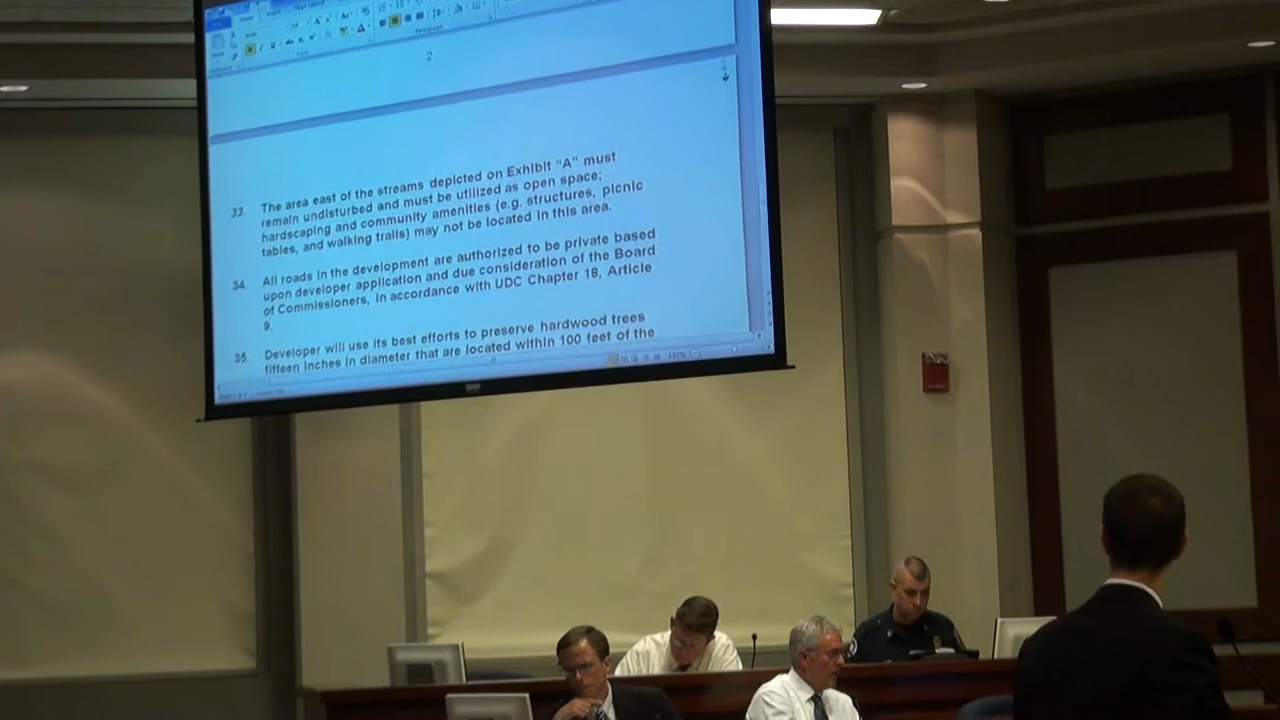 2
33. The area east of the streams depicted on Exhibit "A" must
remain undisturbed and must be utilized as open space;
hardscaping and community amenities (e.g. structures, picnic
tables, and walking trails) may not be located in this area.
34. All roads in the development are authorized to be private based
upon developer application and due consideration of the Board
of Commissioners, in accordance with UDC Chapter 18, Article
9.
35. Developer will use its best efforts to preserve hardwood trees
fifteen inches in diameter that are located within 100 feet of the